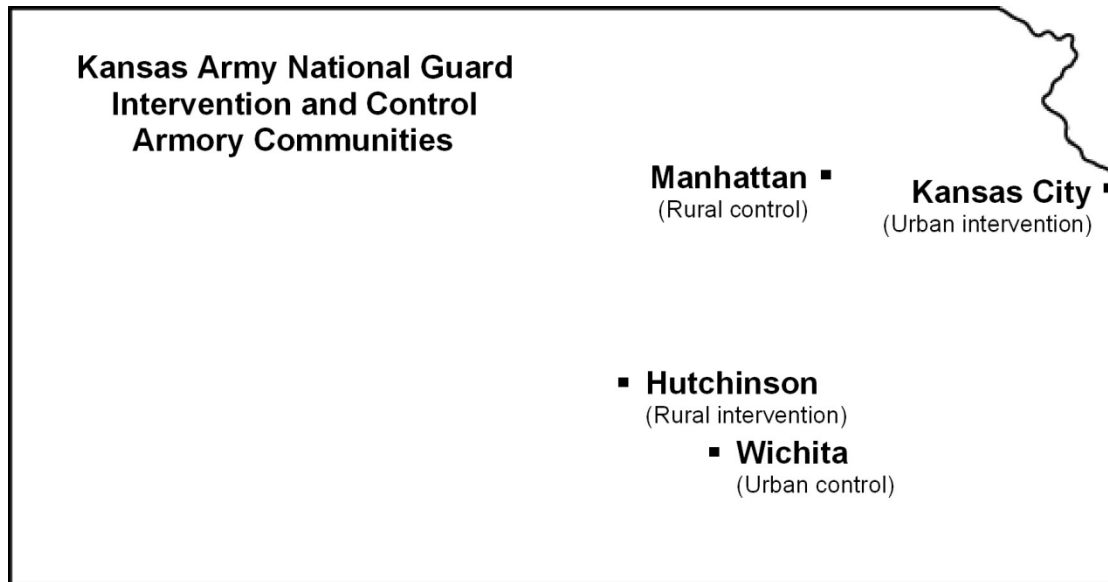 Kansas Army National Guard
Intervention and Control
Armory Communities
Manhattan
(Rural control)
Kansas City
(Urban intervention)
Hutchinson
(Rural intervention)
Wichita
(Urban control)